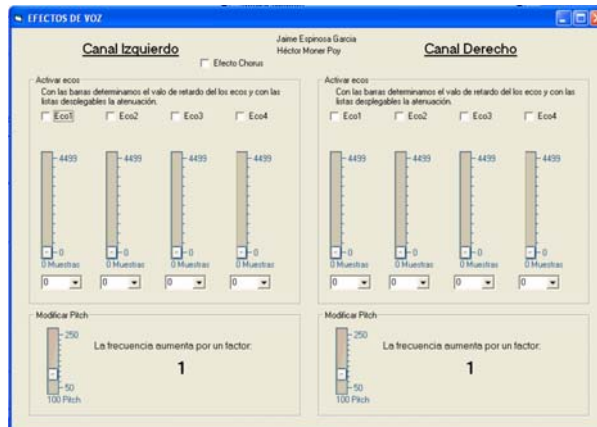 EFECTOS DE VOZ
Canal Izquierdo
Jaime Espinosa Garcia
Héctor Moner Poy
Canal Derecho
Efecto Chorus
Activar ecos
Con las barras determinamos el valo de retardo del los ecos y con las
listas desplegables la atenuación.
Eco1 Eco2 Eco3 Eco4
4499 4499 4499 4499
0 0 0 0
0 Muestras 0 Muestras 0 Muestras 0 Muestras
0 0 0 0
Activar ecos
Con las barras determinamos el valor de retardo del los ecos y con las
listas desplegables la atenuación.
Eco1 Eco2 Eco3 Eco4
4499 4499 4499 4499
0 0 0 0
0 Muestras 0 Muestras 0 Muestras 0 Muestras
0 0 0 0
Modificar Pitch
250
La frecuencia aumenta por un factor:
1
50
100 Pitch
Modificar Pitch
250
La frecuencia aumenta por un factor:
1
50
100 Pitch